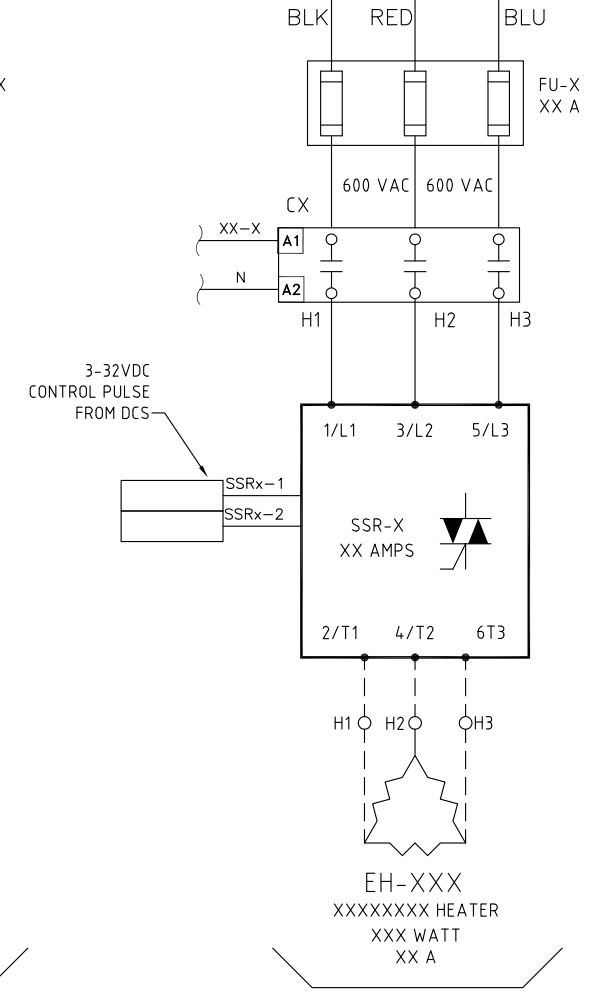 BLK RED BLU
X
FU-X
XX A
600 VAC 600 VAC
CX
XX-X
A1
N
A2
H1 H2 H3
3-32VDC
CONTROL PULSE
FROM DCS
1/L1 3/L2 5/L3
SSRx-1
SSRx-2
SSR-X
XX AMPS
2/T1 4/T2 6T3
H1 H2 H3
EH-XXX
XXXXXXXX HEATER
XXX WATT
XX A